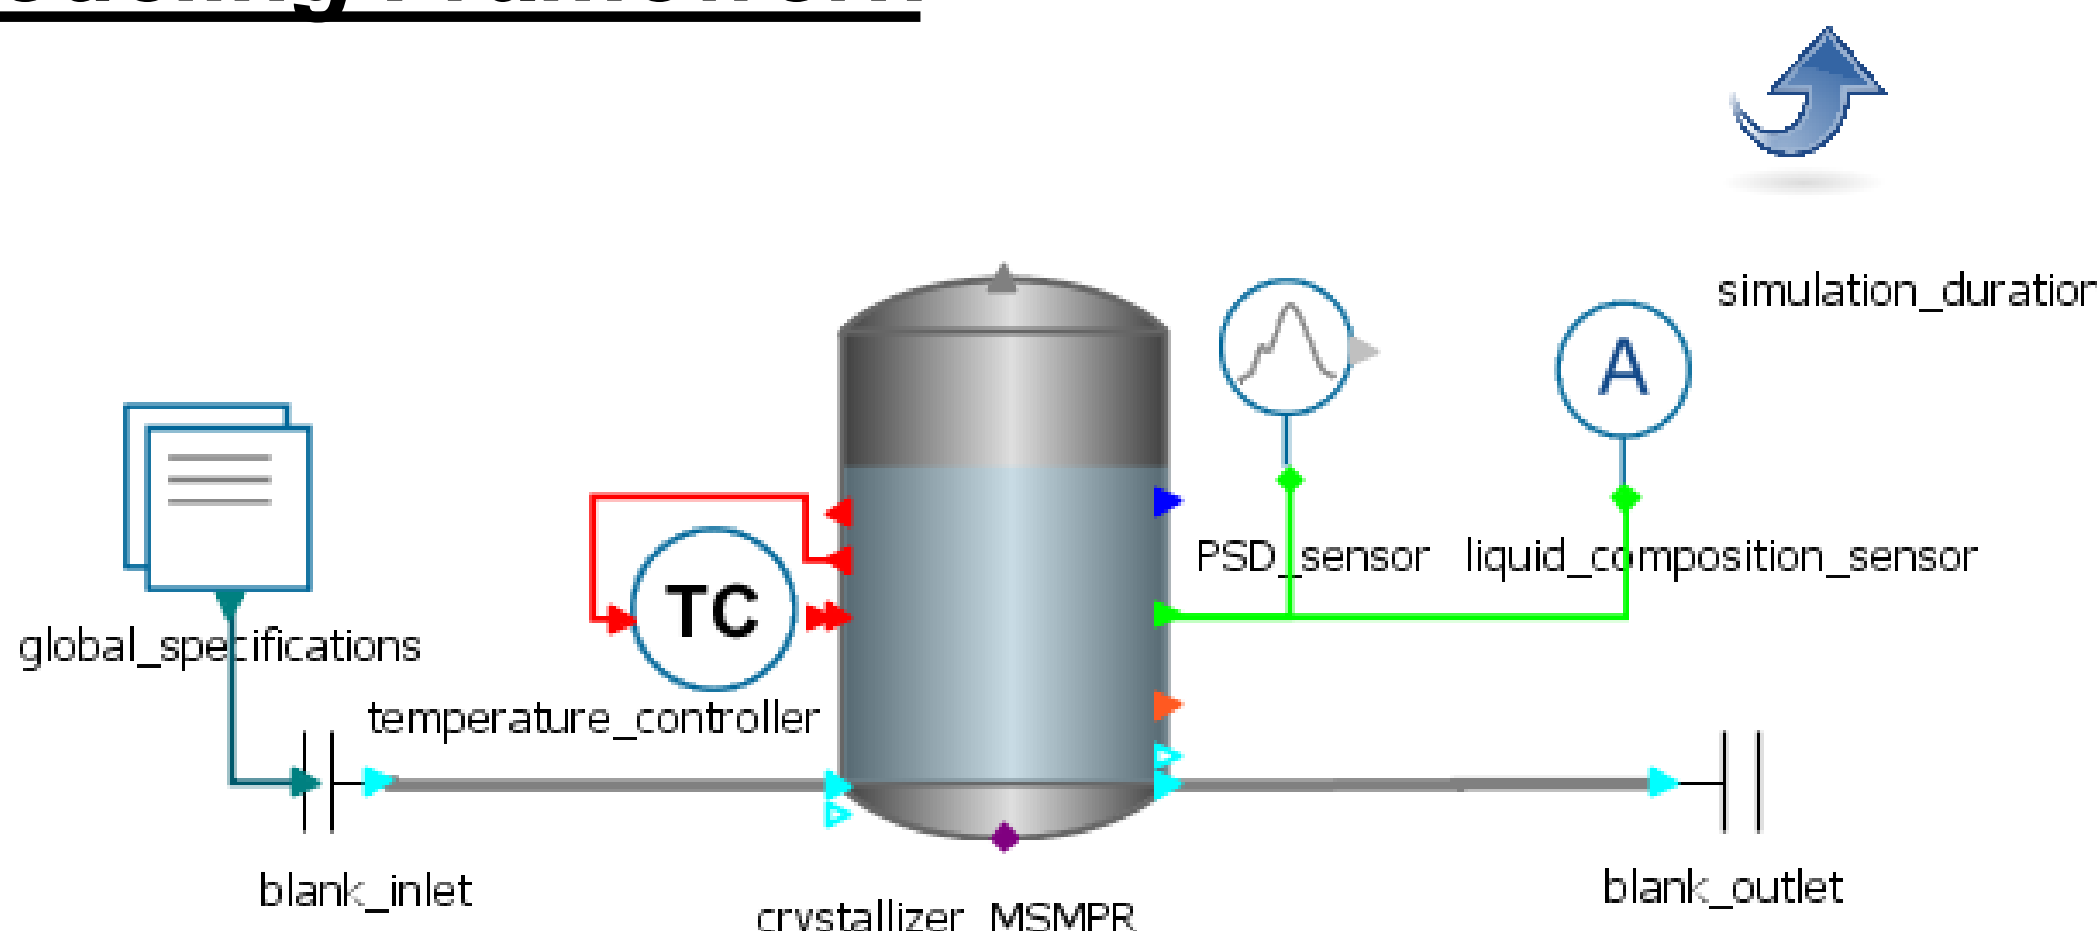 simulation_duration
A
PSD_sensor
liquid_composition_sensor
TC
global_specifications
temperature_controller
blank_inlet
blank_outlet
crystallizer_MSMPR